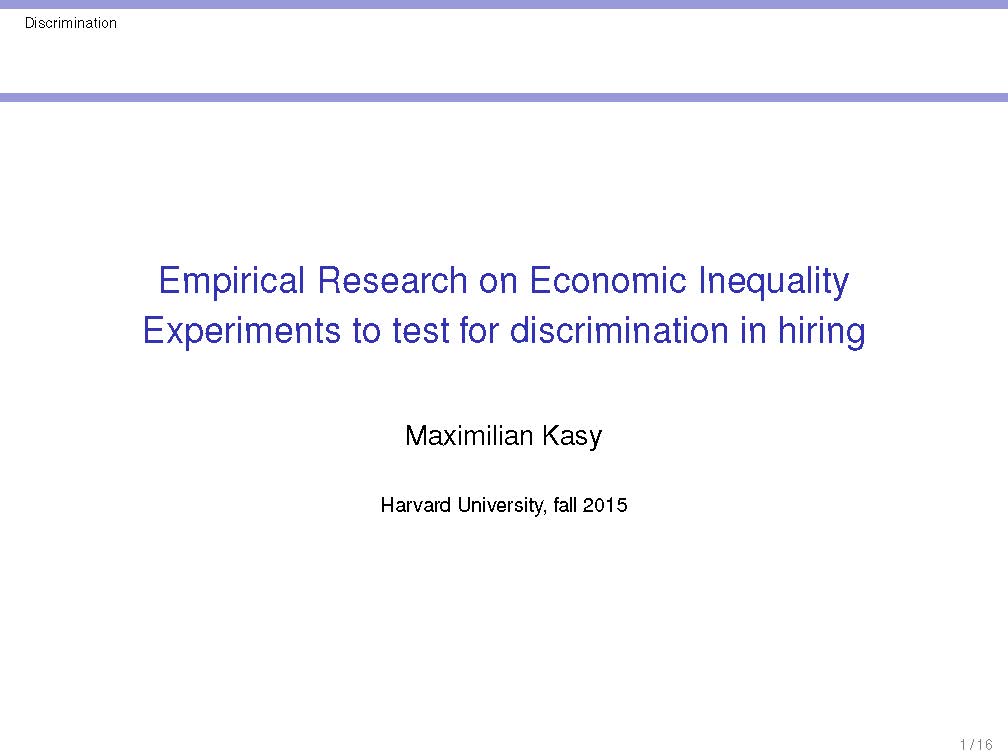 Discrimination
Empirical Research on Economic Inequality
Experiments to test for discrimination in hiring
Maximilian Kasy
Harvard University, fall 2015
1 / 16